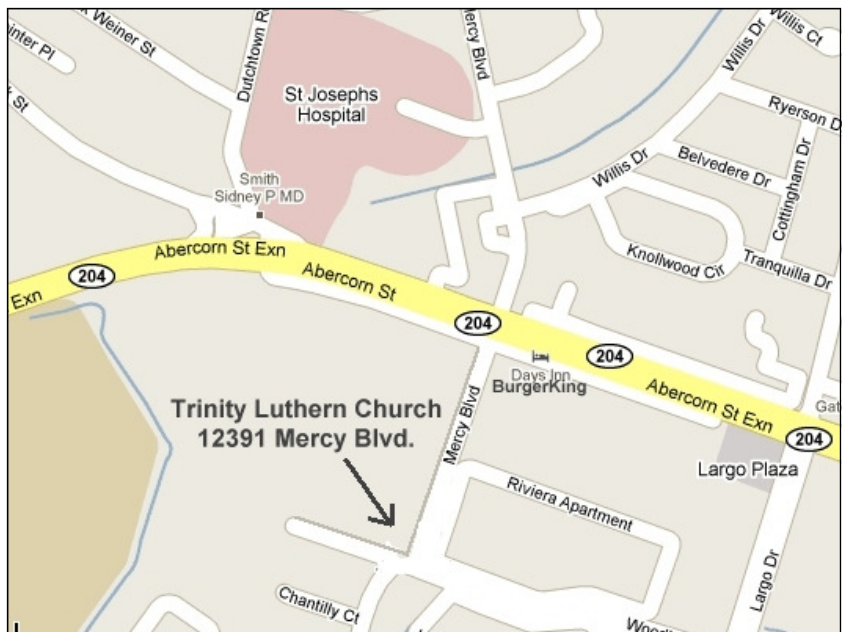 k Weiner St
inter Pl
k St
Dutchtown R
Mercy Blvd
Willis Dr
Willis Ct
St Josephs
Hospital
Ryerson D
Belvedere Dr
Willis Dr
Cottingham Dr
Smith
Sidney P MD
Knollwood Cir
Tranquilla Dr
Abercorn St Exn
204
Exn
Abercorn St
204
204
Days Inn
BurgerKing
Abercorn St Exn
Gat
204
Trinity Luthern Church
12391 Mercy Blvd.
Mercy Blvd
Largo Plaza
Riviera Apartment
Largo Dr
Chantilly Ct